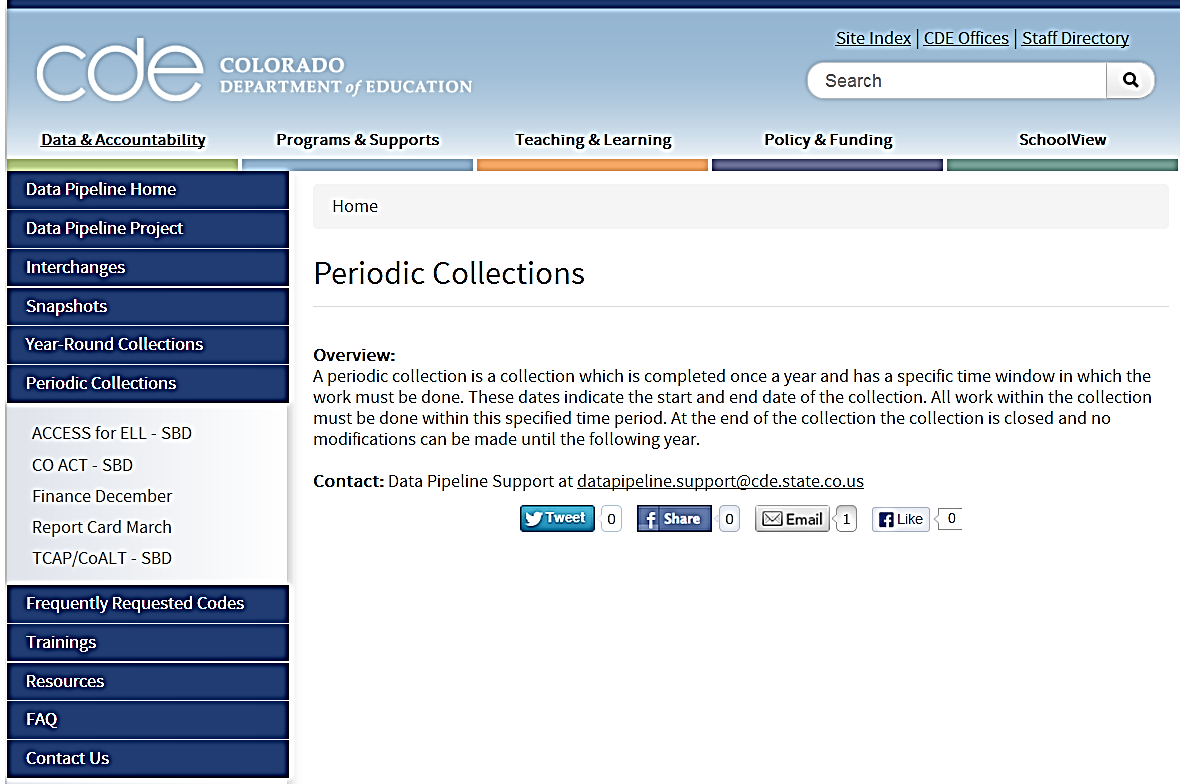 Site Index | CDE Offices | Staff Directory
cde COLORADO
DEPARTMENT of EDUCATION
Search
Data & Accountability Programs & Supports Teaching & Learning Policy & Funding SchoolView
Data Pipeline Home
Data Pipeline Project
Interchanges
Snapshots
Year-Round Collections
Periodic Collections
ACCESS for ELL - SBD
CO ACT - SBD
Finance December
Report Card March
TCAP/CoALT - SBD
Frequently Requested Codes
Trainings
Resources
FAQ
Contact Us
Home
Periodic Collections
Overview:
A periodic collection is a collection which is completed once a year and has a specific time window in which the
work must be done. These dates indicate the start and end date of the collection. All work within the collection
must be done within this specified time period. At the end of the collection the collection is closed and no
modifications can be made until the following year.
Contact: Data Pipeline Support at datapipeline.support@cde.state.co.us
Tweet 0 f Share 0 Email 1 f Like 0